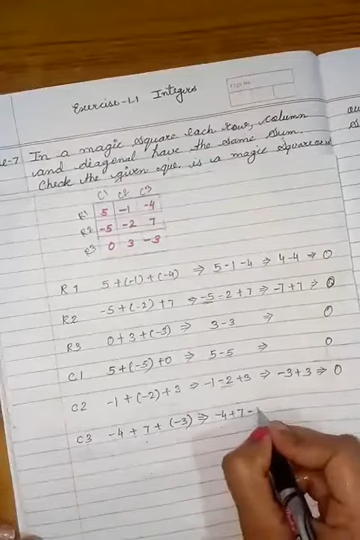 Exercise-1.1 Integers
Page No.
In a magic square each row, column
and diagonal have the same sum.
Check the given que. is a magic square
C1 C2 C3
R1 5 -1 -4
R2 -5 -2 7
R3 0 3 -3
R1 5+(-1)+(-4) ⇒ 5-1-4 ⇒ 4-4 ⇒ 0
R2 -5+(-2)+7 ⇒ -5-2+7 ⇒ -7+7 ⇒ 0
R3 0+3+(-3) ⇒ 3-3 ⇒ 0
C1 5+(-5)+0 ⇒ 5-5 ⇒ 0
C2 -1+(-2)+3 ⇒ -1-2+3 ⇒ -3+3 ⇒ 0
C3 -4+7+(-3) ⇒ -4+7-